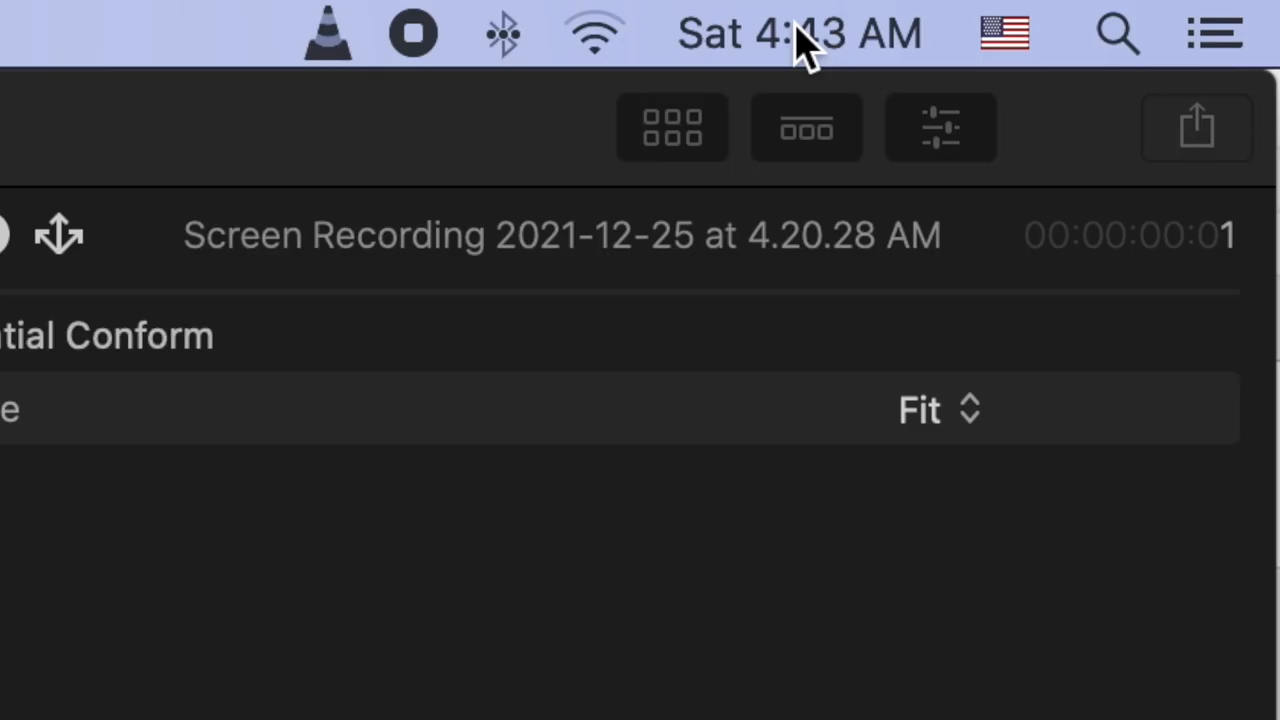 Sat 4:43 AM
Screen Recording 2021-12-25 at 4.20.28 AM 00:00:00:01
tial Conform
e Fit